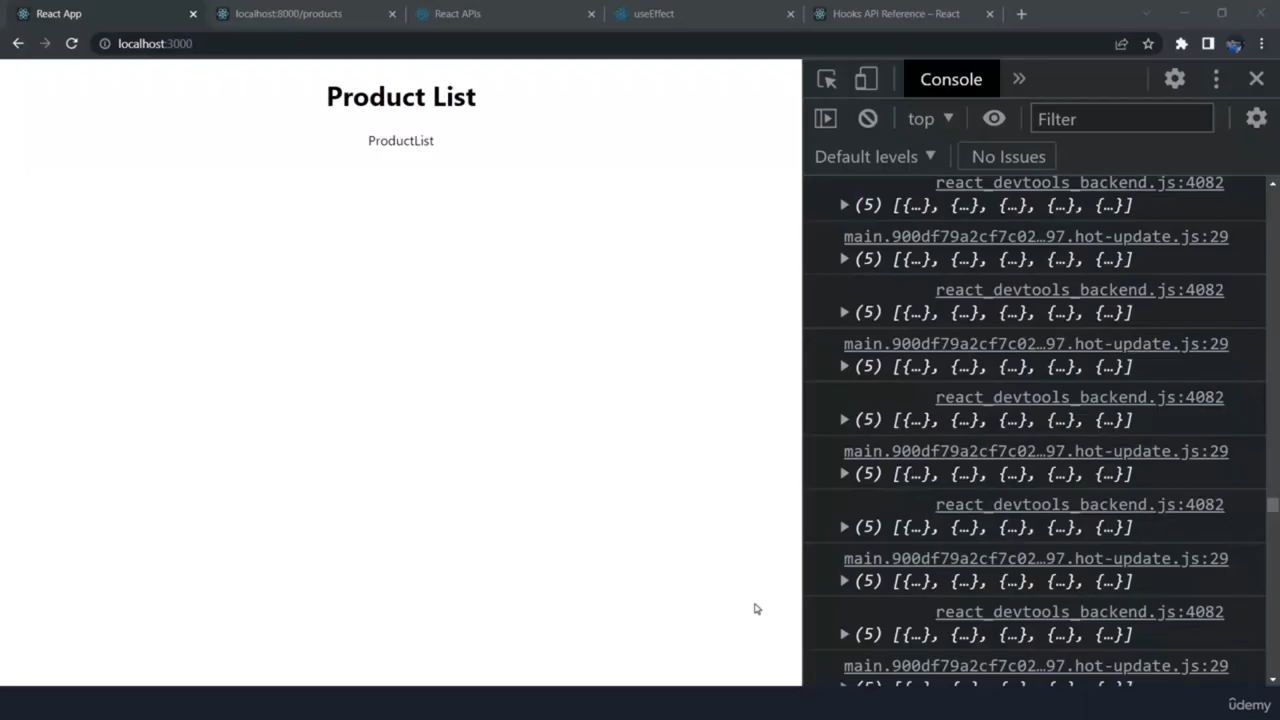 React App
localhost:8000/products
React APIs
useEffect
Hooks API Reference – React
localhost:3000
Product List
ProductList
Console
top
Filter
Default levels
No Issues
react_devtools_backend.js:4082
(5) [{…}, {…}, {…}, {…}, {…}]
main.900df79a2cf7c02…97.hot-update.js:29
(5) [{…}, {…}, {…}, {…}, {…}]
react_devtools_backend.js:4082
(5) [{…}, {…}, {…}, {…}, {…}]
main.900df79a2cf7c02…97.hot-update.js:29
(5) [{…}, {…}, {…}, {…}, {…}]
react_devtools_backend.js:4082
(5) [{…}, {…}, {…}, {…}, {…}]
main.900df79a2cf7c02…97.hot-update.js:29
(5) [{…}, {…}, {…}, {…}, {…}]
react_devtools_backend.js:4082
(5) [{…}, {…}, {…}, {…}, {…}]
main.900df79a2cf7c02…97.hot-update.js:29
(5) [{…}, {…}, {…}, {…}, {…}]
react_devtools_backend.js:4082
(5) [{…}, {…}, {…}, {…}, {…}]
main.900df79a2cf7c02…97.hot-update.js:29
ûdemy